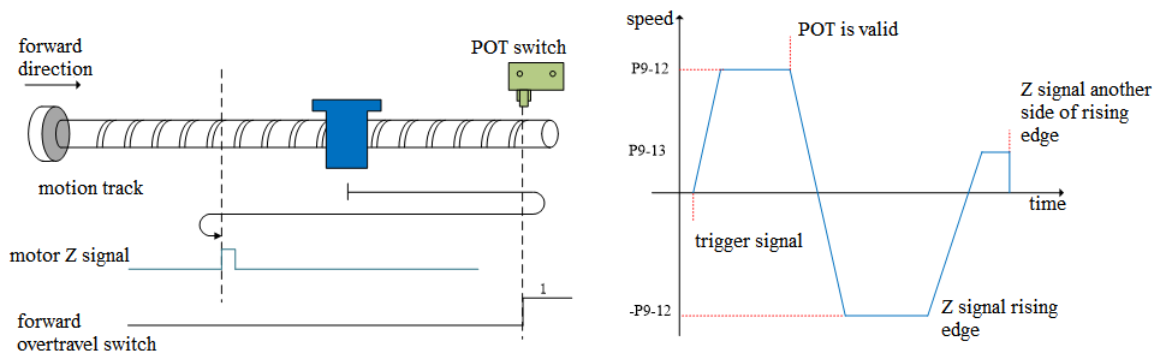 forward
direction
POT switch
motion track
motor Z signal
1
forward
overtravel switch
speed
POT is valid
P9-12
Z signal another
side of rising
edge
P9-13
time
trigger signal
-P9-12
Z signal rising
edge